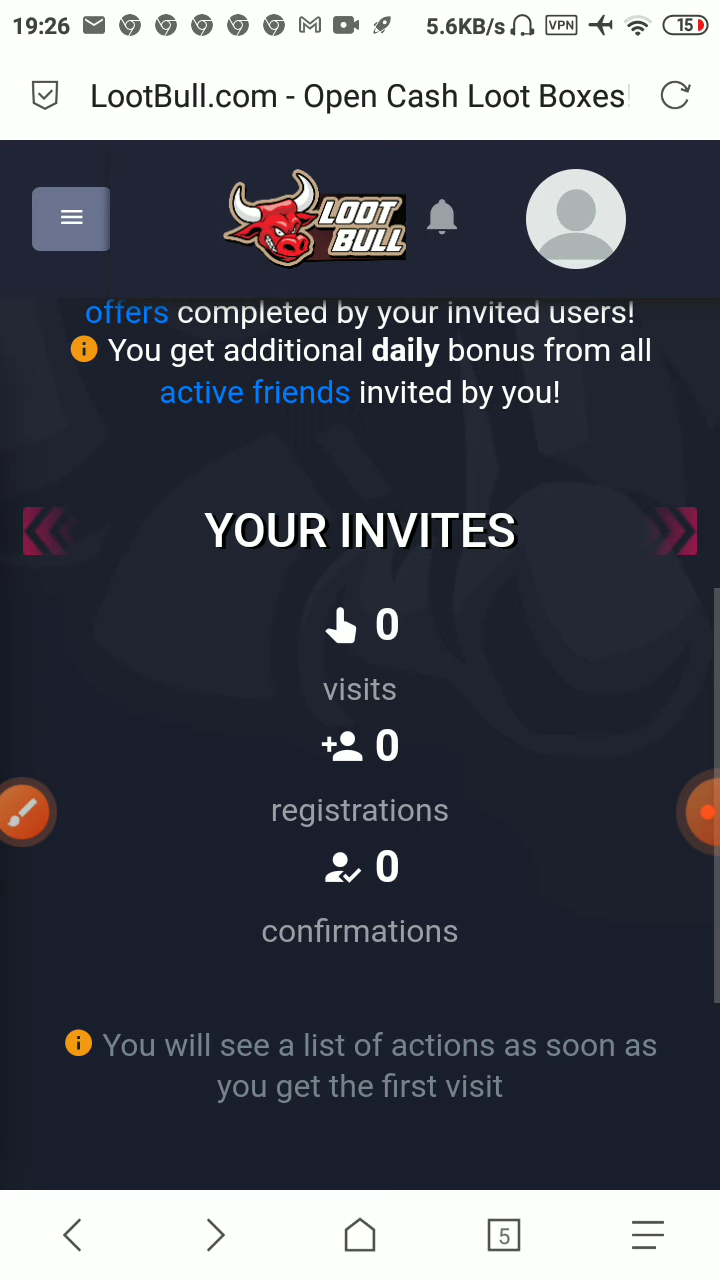 19:26 5.6KB/s VPN 15
LootBull.com - Open Cash Loot Boxes
LOOT
BULL
offers completed by your invited users!
You get additional daily bonus from all
active friends invited by you!
YOUR INVITES
0
visits
0
registrations
0
confirmations
You will see a list of actions as soon as
you get the first visit
5